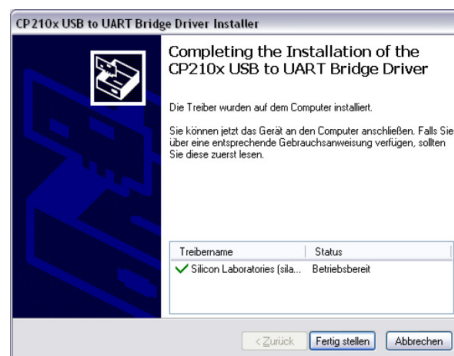 CP210x USB to UART Bridge Driver Installer
Completing the Installation of the
CP210x USB to UART Bridge Driver
Die Treiber wurden auf dem Computer installiert.
Sie können jetzt das Gerät an den Computer anschließen. Falls Sie
über eine entsprechende Gebrauchsanweisung verfügen, sollten
Sie diese zuerst lesen.
Treibername Status
Silicon Laboratories (sila... Betriebsbereit
< Zurück Fertig stellen Abbrechen